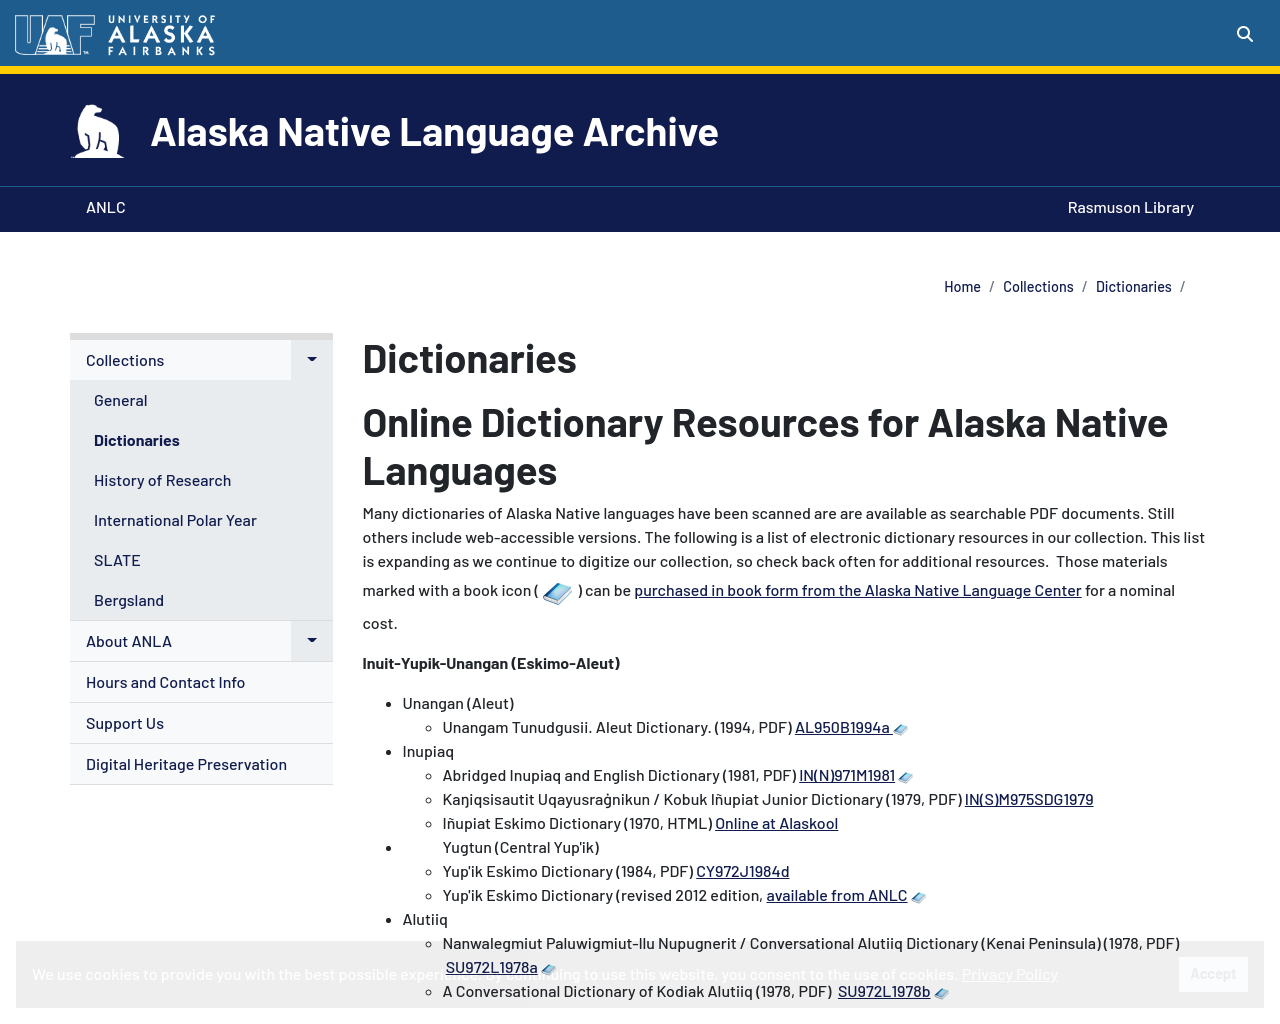 UAF
UNIVERSITY OF
ALASKA
FAIRBANKS
Alaska Native Language Archive
ANLC
Rasmuson Library
Home / Collections / Dictionaries /
Collections
General
Dictionaries
History of Research
International Polar Year
SLATE
Bergsland
About ANLA
Hours and Contact Info
Support Us
Digital Heritage Preservation
Dictionaries
Online Dictionary Resources for Alaska Native
Languages
Many dictionaries of Alaska Native languages have been scanned are are available as searchable PDF documents. Still
others include web-accessible versions. The following is a list of electronic dictionary resources in our collection. This list
is expanding as we continue to digitize our collection, so check back often for additional resources. Those materials
marked with a book icon ( ) can be purchased in book form from the Alaska Native Language Center for a nominal
cost.
Inuit-Yupik-Unangan (Eskimo-Aleut)
Unangan (Aleut)
Unangam Tunudgusii. Aleut Dictionary. (1994, PDF) AL950B1994a
Inupiaq
Abridged Inupiaq and English Dictionary (1981, PDF) IN(N)971M1981
Kaŋiqsisautit Uqayusraġnikun / Kobuk Iñupiat Junior Dictionary (1979, PDF) IN(S)M975SDG1979
Iñupiat Eskimo Dictionary (1970, HTML) Online at Alaskool
Yugtun (Central Yup'ik)
Yup'ik Eskimo Dictionary (1984, PDF) CY972J1984d
Yup'ik Eskimo Dictionary (revised 2012 edition, available from ANLC
Alutiiq
Nanwalegmiut Paluwigmiut-llu Nupugnerit / Conversational Alutiiq Dictionary (Kenai Peninsula) (1978, PDF)
SU972L1978a
We use cookies to provide you with the best possible experience. By continuing to use this website, you consent to the use of cookies. Privacy Policy
Accept
A Conversational Dictionary of Kodiak Alutiiq (1978, PDF) SU972L1978b